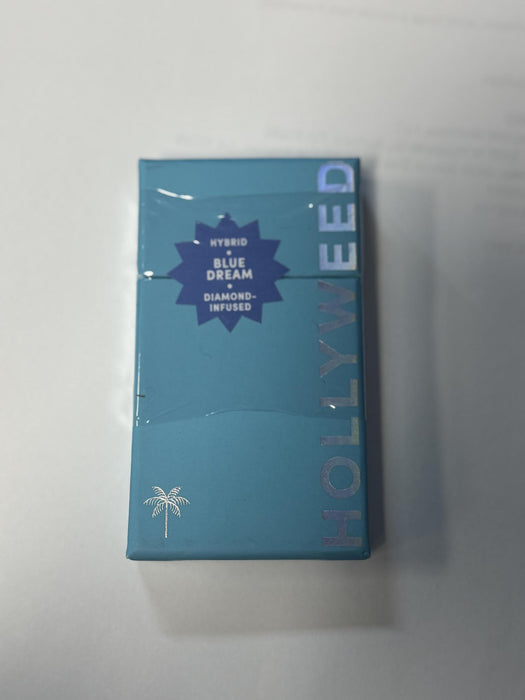 HYBRID
BLUE
DREAM
DIAMOND-
INFUSED
HOLLYWEED